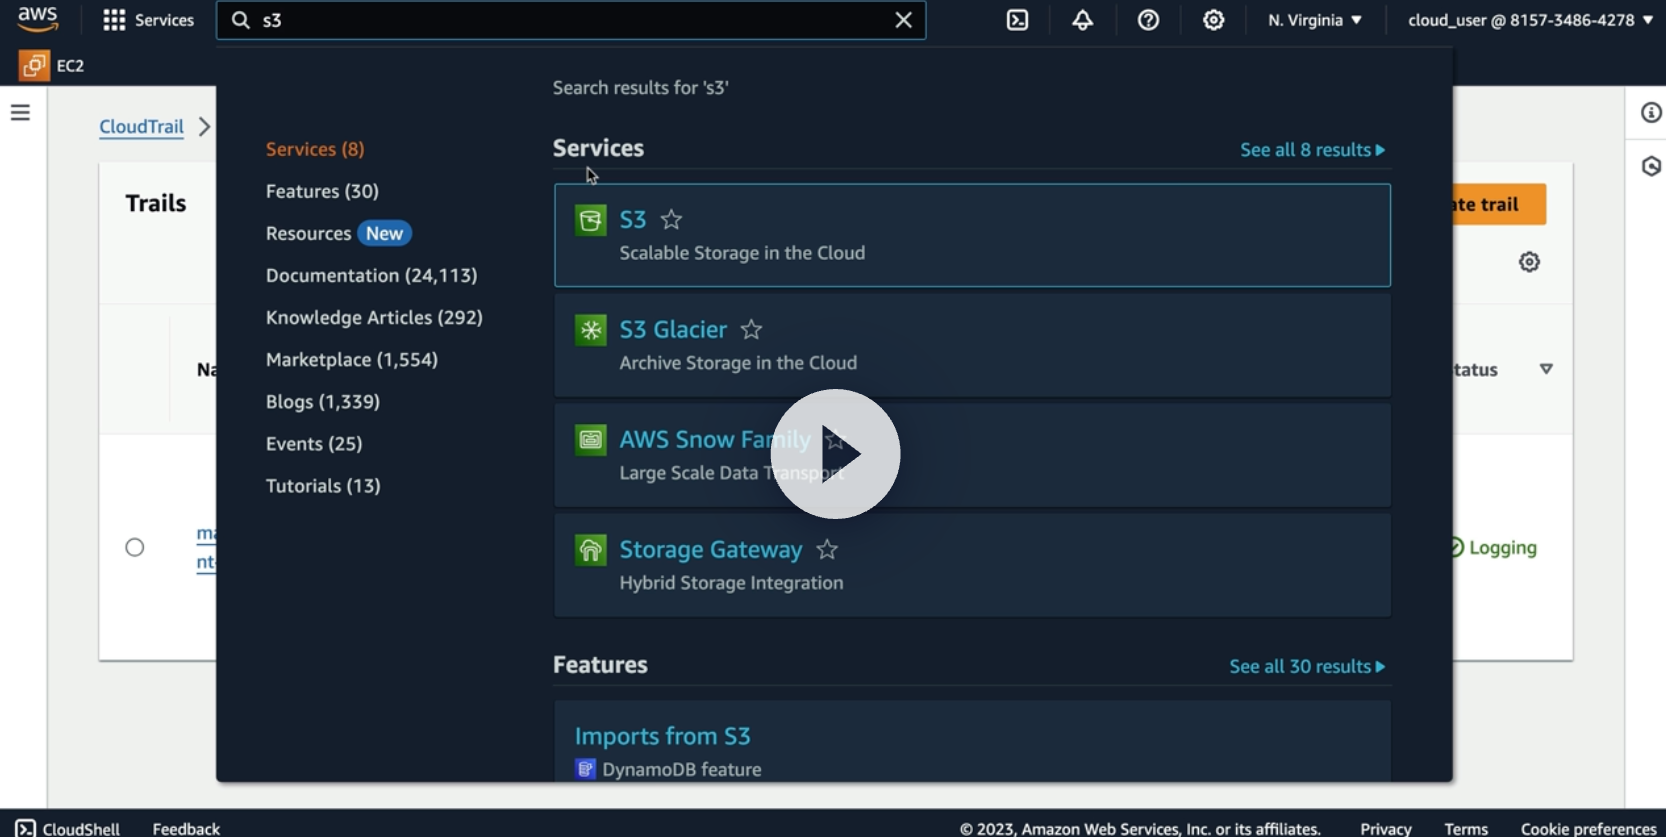 aws
Services
s3
N. Virginia
cloud_user @ 8157-3486-4278
EC2
CloudTrail
Trails
Search results for 's3'
Services (8)
Features (30)
Resources New
Documentation (24,113)
Knowledge Articles (292)
Marketplace (1,554)
Blogs (1,339)
Events (25)
Tutorials (13)
Services
See all 8 results
S3
Scalable Storage in the Cloud
S3 Glacier
Archive Storage in the Cloud
AWS Snow Family
Large Scale Data Transport
Storage Gateway
Hybrid Storage Integration
Features
See all 30 results
Imports from S3
DynamoDB feature
ate trail
Na
tatus
ma
nt-
Logging
CloudShell
Feedback
© 2023, Amazon Web Services, Inc. or its affiliates.
Privacy
Terms
Cookie preferences